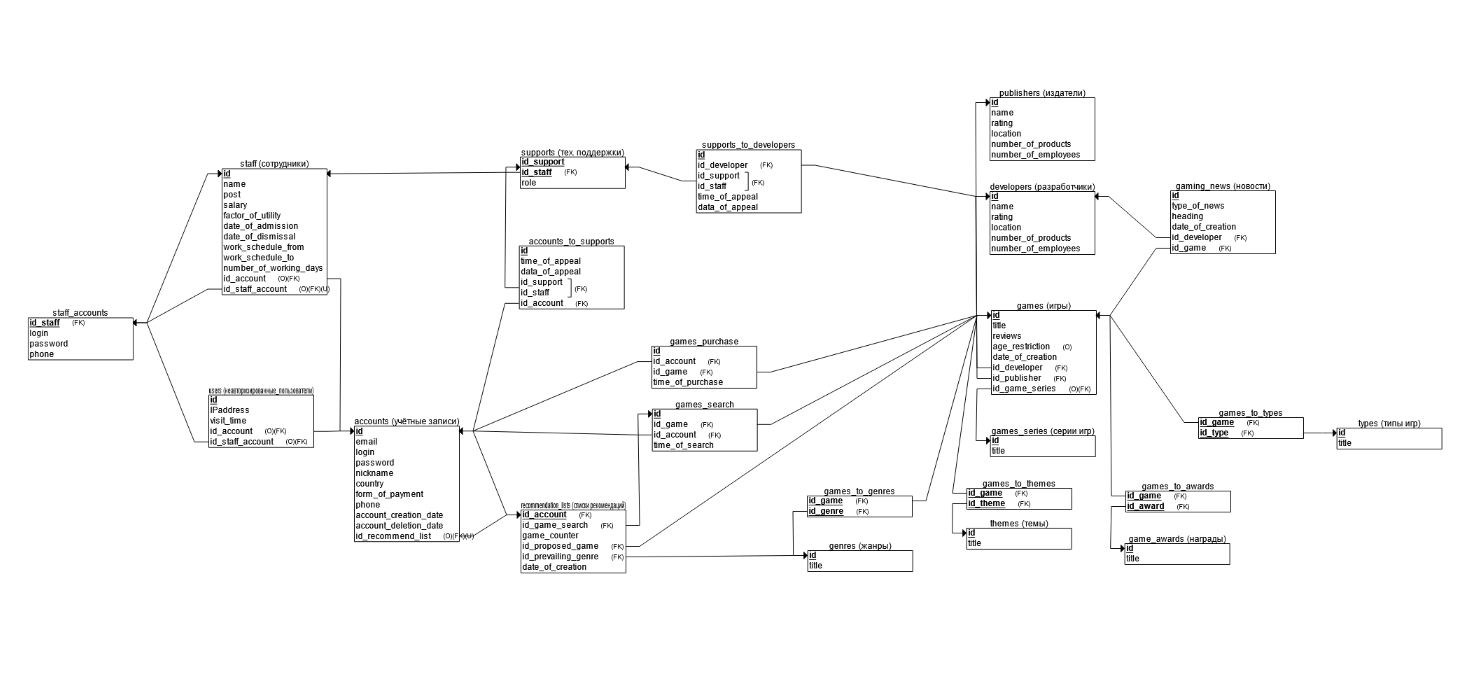 staff_accounts
id_staff (FK)
login
password
phone
staff (сотрудники)
id
name
post
salary
factor_of_utility
date_of_admission
date_of_dismissal
work_schedule_from
work_schedule_to
number_of_working_days
id_account (O)(FK)
id_staff_account (O)(FK)(U)
users (неавторизированные_пользователи)
id
IPaddress
visit_time
id_account (O)(FK)
id_staff_account (O)(FK)
accounts (учётные записи)
id
email
login
password
nickname
country
form_of_payment
phone
account_creation_date
account_deletion_date
id_recommend_list (O)(FK)(U)
supports (тех. поддержки)
id_support
id_staff (FK)
role
accounts_to_supports
id
time_of_appeal
data_of_appeal
id_support
id_staff (FK)
id_account (FK)
recommendation_lists (списки рекомендаций)
id_account (FK)
id_game_search (FK)
game_counter
id_proposed_game (FK)
id_prevailing_genre (FK)
date_of_creation
supports_to_developers
id
id_developer (FK)
id_support
id_staff (FK)
time_of_appeal
data_of_appeal
games_purchase
id
id_account (FK)
id_game (FK)
time_of_purchase
games_search
id
id_game (FK)
id_account (FK)
time_of_search
games_to_genres
id_game (FK)
id_genre (FK)
genres (жанры)
id
title
publishers (издатели)
id
name
rating
location
number_of_products
number_of_employees
developers (разработчики)
id
name
rating
location
number_of_products
number_of_employees
games (игры)
id
title
reviews
age_restriction (O)
date_of_creation
id_developer (FK)
id_publisher (FK)
id_game_series (O)(FK)
games_series (серии игр)
id
title
games_to_themes
id_game (FK)
id_theme (FK)
themes (темы)
id
title
gaming_news (новости)
id
type_of_news
heading
date_of_creation
id_developer (FK)
id_game (FK)
games_to_types
id_game (FK)
id_type (FK)
types (типы игр)
id
title
games_to_awards
id_game (FK)
id_award (FK)
game_awards (награды)
id
title